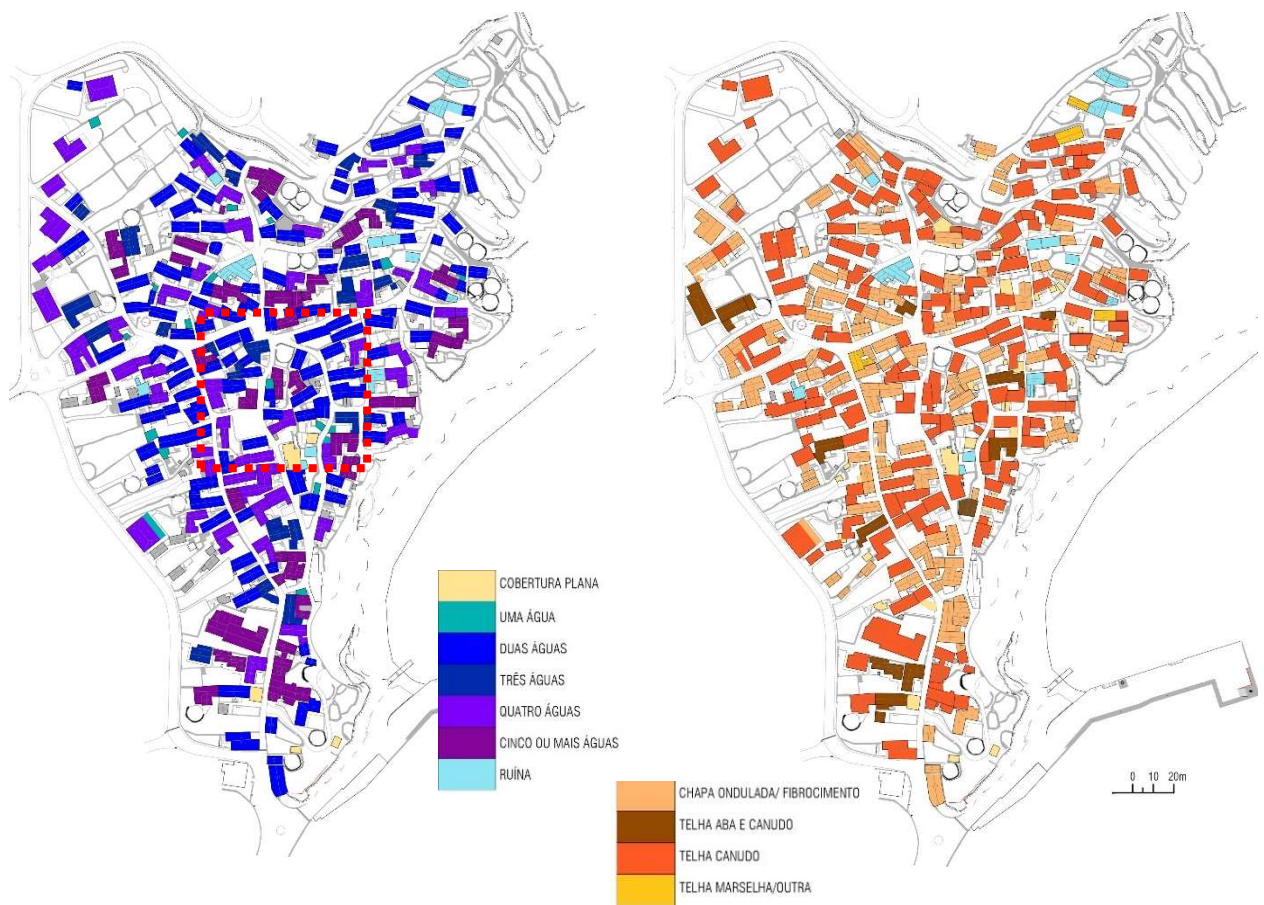 COBERTURA PLANA
UMA ÁGUA
DUAS ÁGUAS
TRÊS ÁGUAS
QUATRO ÁGUAS
CINCO OU MAIS ÁGUAS
RUÍNA
CHAPA ONDULADA/ FIBROCIMENTO
TELHA ABA E CANUDO
TELHA CANUDO
TELHA MARSELHA/OUTRA
0 10 20m